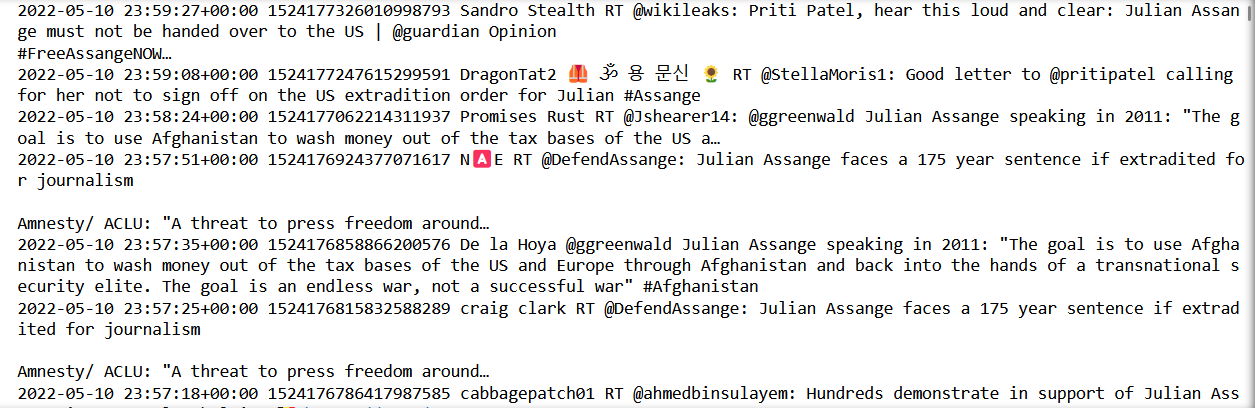 2022-05-10 23:59:27+00:00 1524177326010998793 Sandro Stealth RT @wikileaks: Priti Patel, hear this loud and clear: Julian Assan
ge must not be handed over to the US | @guardian Opinion
#FreeAssangeNOW…
2022-05-10 23:59:08+00:00 1524177247615299591 DragonTat2 🦺 ॐ 용 문신 🌻 RT @StellaMoris1: Good letter to @pritipatel calling
for her not to sign off on the US extradition order for Julian #Assange
2022-05-10 23:58:24+00:00 1524177062214311937 Promises Rust RT @Jshearer14: @ggreenwald Julian Assange speaking in 2011: "The g
oal is to use Afghanistan to wash money out of the tax bases of the US a…
2022-05-10 23:57:51+00:00 1524176924377071617 N🅰️E RT @DefendAssange: Julian Assange faces a 175 year sentence if extradited fo
r journalism
Amnesty/ ACLU: "A threat to press freedom around…
2022-05-10 23:57:35+00:00 1524176858866200576 De la Hoya @ggreenwald Julian Assange speaking in 2011: "The goal is to use Afgha
nistan to wash money out of the tax bases of the US and Europe through Afghanistan and back into the hands of a transnational s
ecurity elite. The goal is an endless war, not a successful war" #Afghanistan
2022-05-10 23:57:25+00:00 1524176815832588289 craig clark RT @DefendAssange: Julian Assange faces a 175 year sentence if extrad
ited for journalism
Amnesty/ ACLU: "A threat to press freedom around…
2022-05-10 23:57:18+00:00 1524176786417987585 cabbagepatch01 RT @ahmedbinsulayem: Hundreds demonstrate in support of Julian Ass